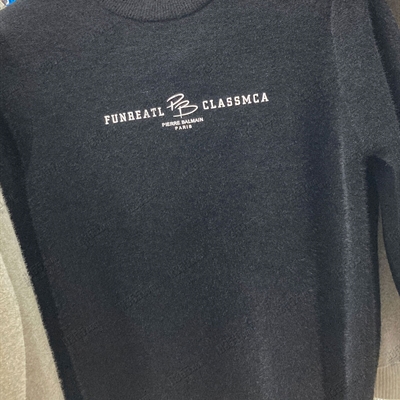 FUNREATL PB CLASSMCA
PIERRE BALMAIN
PARIS